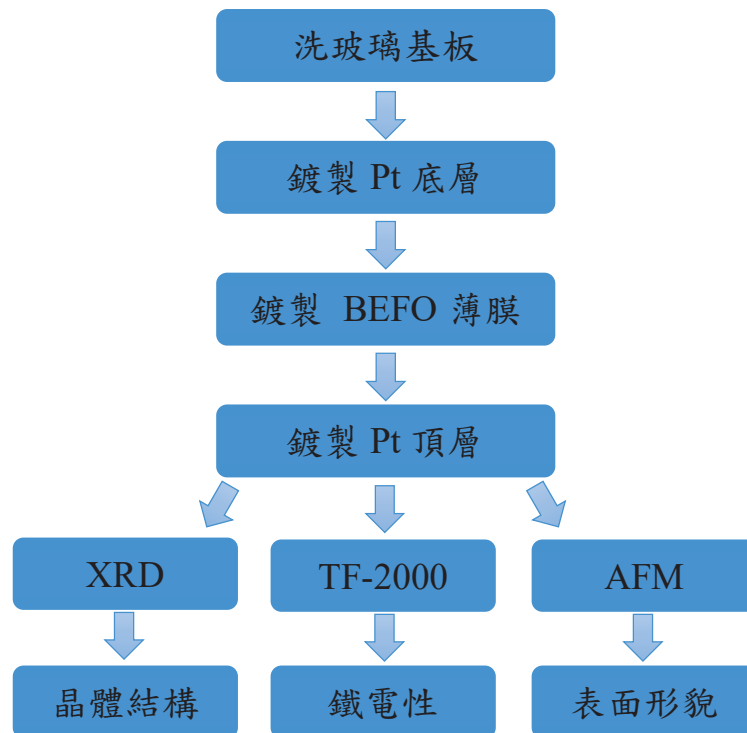 洗玻璃基板
鍍製 Pt 底層
鍍製 BEFO 薄膜
鍍製 Pt 頂層
XRD
TF-2000
AFM
晶體結構
鐵電性
表面形貌